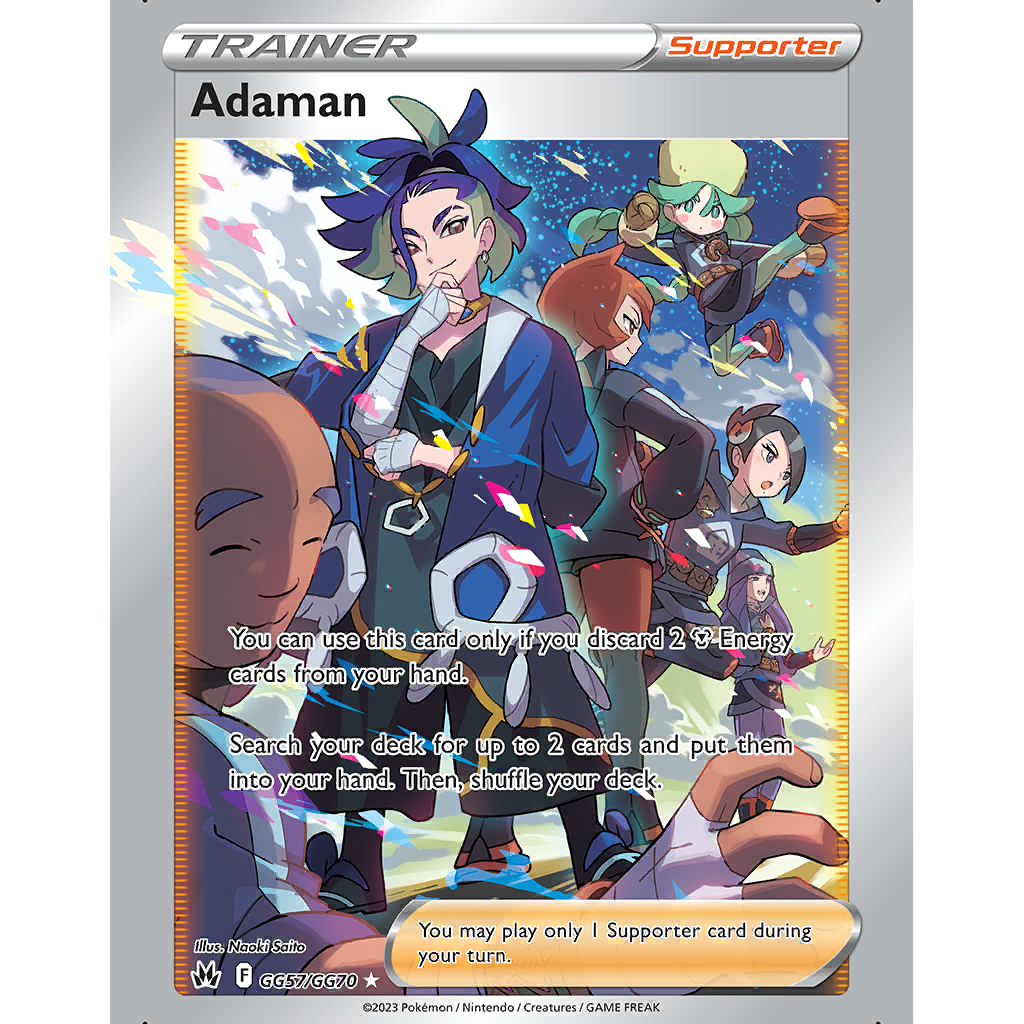 TRAINER Supporter
Adaman
You can use this card only if you discard 2 Energy
cards from your hand.
Search your deck for up to 2 cards and put them
into your hand. Then, shuffle your deck.
You may play only 1 Supporter card during
your turn.
Illus. Naoki Saito
F GG57/GG70 ★
©2023 Pokémon / Nintendo / Creatures / GAME FREAK